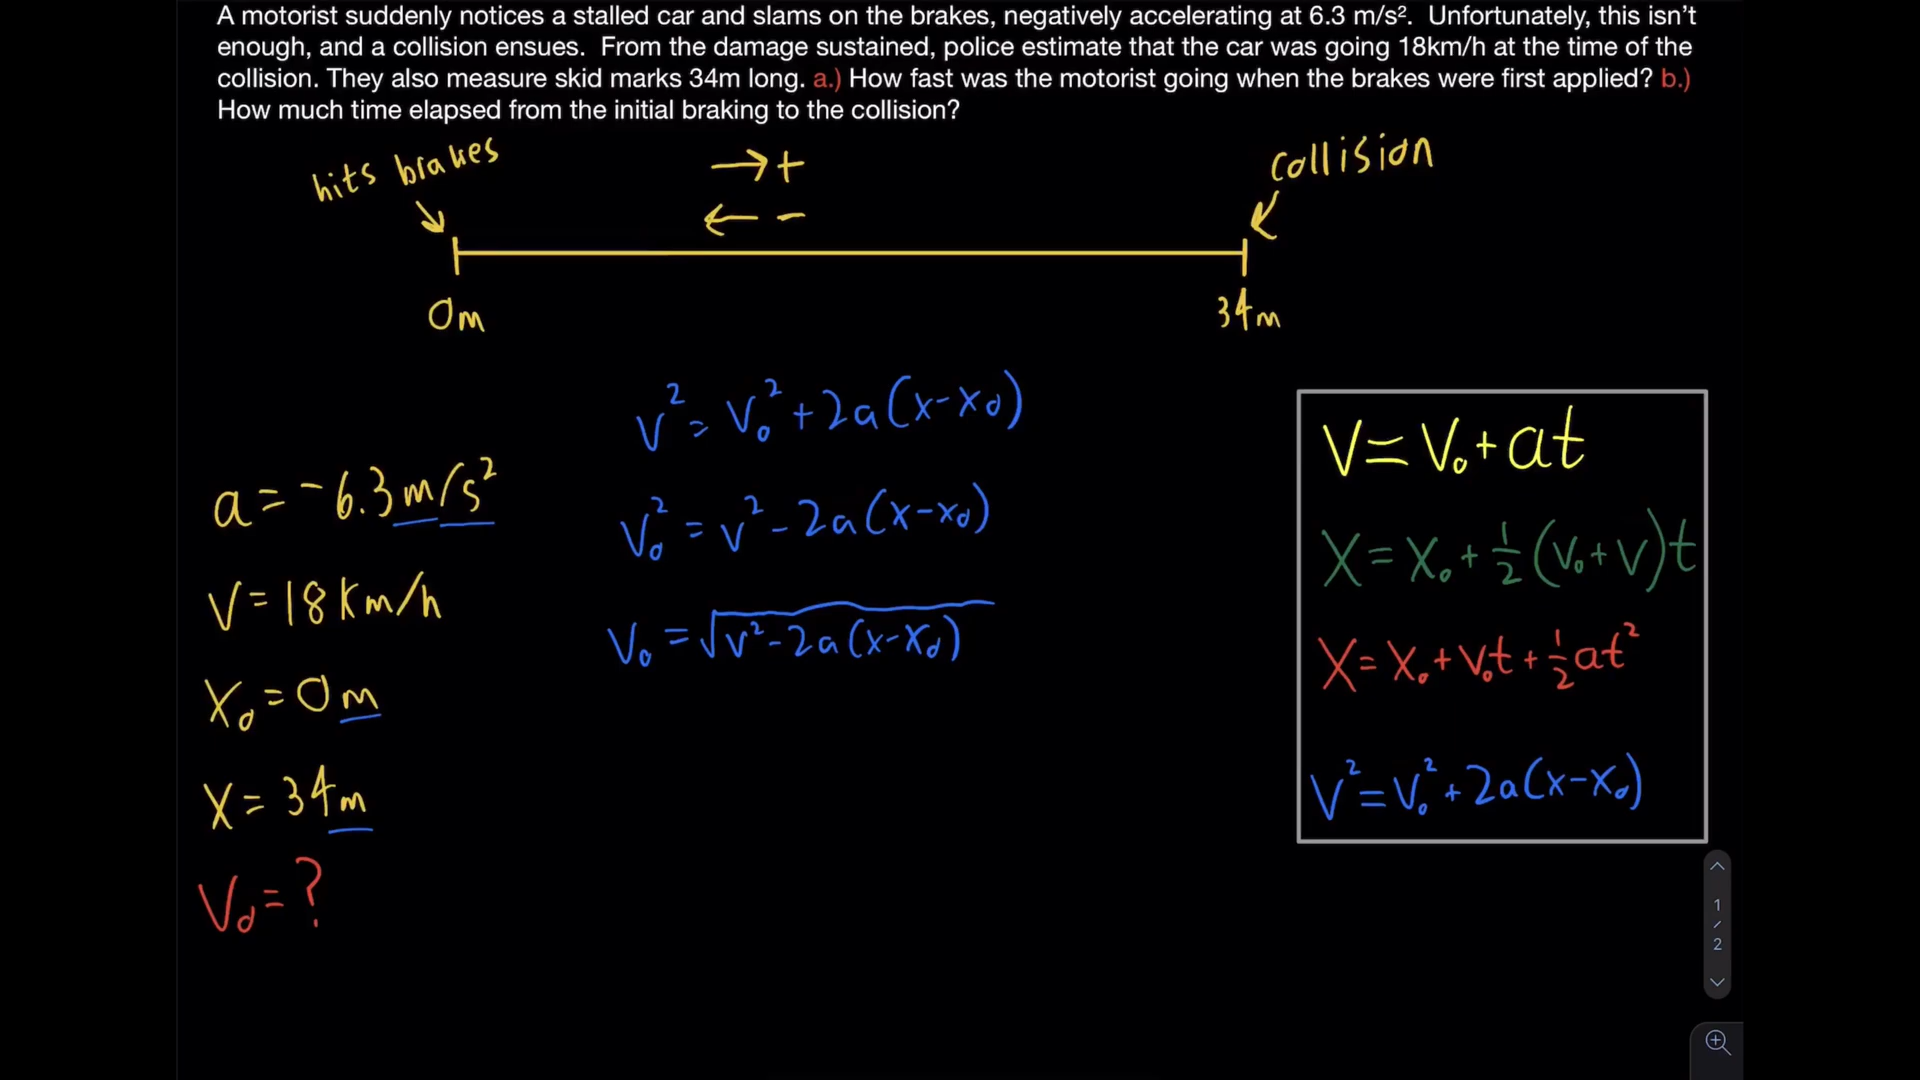 A motorist suddenly notices a stalled car and slams on the brakes, negatively accelerating at 6.3 m/s². Unfortunately, this isn't
enough, and a collision ensues. From the damage sustained, police estimate that the car was going 18km/h at the time of the
collision. They also measure skid marks 34m long. a.) How fast was the motorist going when the brakes were first applied? b.)
How much time elapsed from the initial braking to the collision?
hits brakes
→ +
← -
collision
0m
34m
a = -6.3 m/s²
V = 18 Km/h
X₀ = 0m
X = 34m
V₀ = ?
V² = V₀² + 2a(x-x₀)
V₀² = V² - 2a(x-x₀)
V₀ = √V² - 2a(x-x₀)
V = V₀ + at
X = X₀ + 1/2 (V₀ + V)t
X = X₀ + V₀t + 1/2 at²
V² = V₀² + 2a(x-x₀)
1
/
2